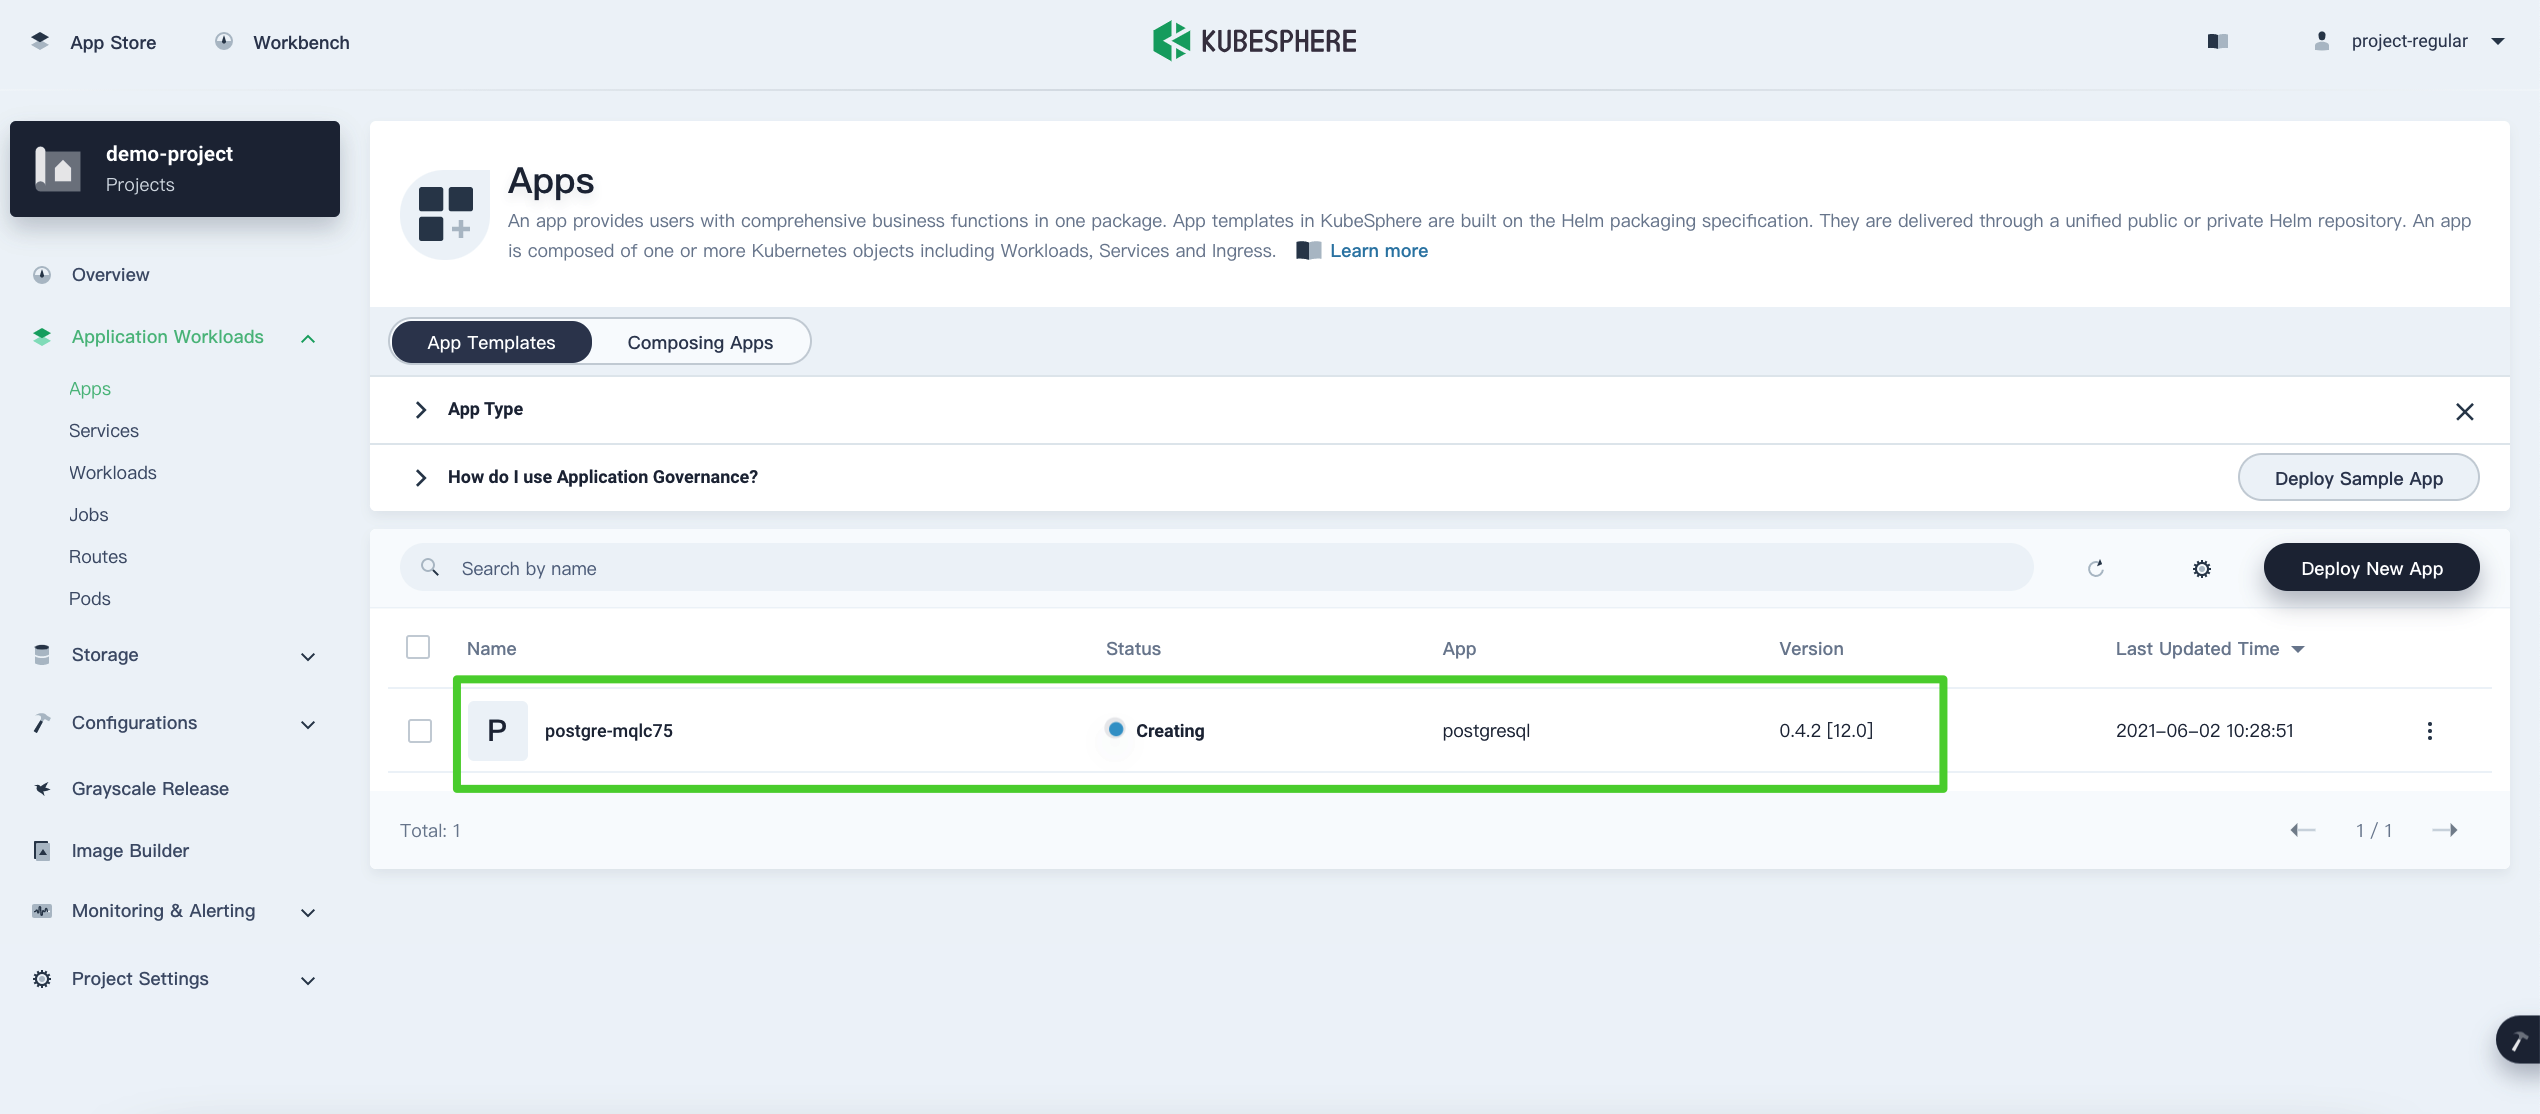 App Store
Workbench
KUBESPHERE
project-regular
demo-project
Projects
Overview
Application Workloads
Apps
Services
Workloads
Jobs
Routes
Pods
Storage
Configurations
Grayscale Release
Image Builder
Monitoring & Alerting
Project Settings
Apps
An app provides users with comprehensive business functions in one package. App templates in KubeSphere are built on the Helm packaging specification. They are delivered through a unified public or private Helm repository. An app
is composed of one or more Kubernetes objects including Workloads, Services and Ingress. Learn more
App Templates
Composing Apps
App Type
How do I use Application Governance?
Deploy Sample App
Search by name
Deploy New App
Name Status App Version Last Updated Time
P postgre-mqlc75 Creating postgresql 0.4.2 [12.0] 2021-06-02 10:28:51
Total: 1
1 / 1